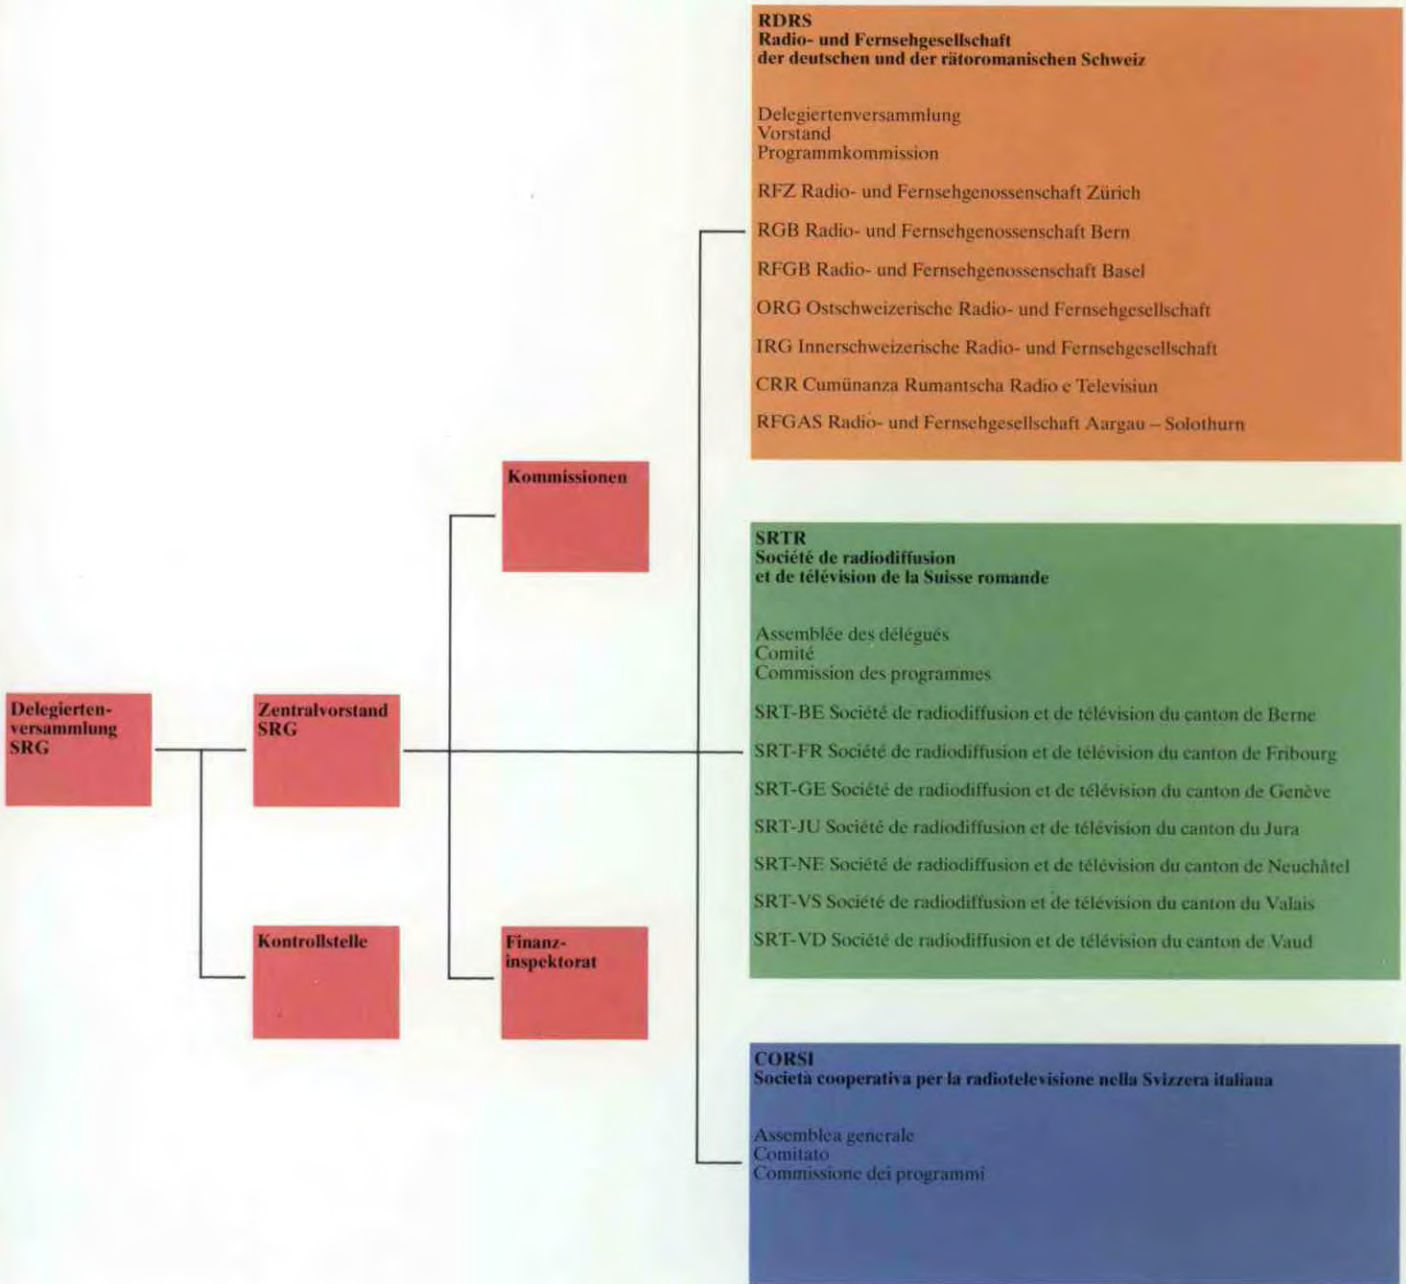 RDRS
Radio- und Fernsehgesellschaft
der deutschen und der rätoromanischen Schweiz
Delegiertenversammlung
Vorstand
Programmkommission
RFZ Radio- und Fernsehgenossenschaft Zürich
RGB Radio- und Fernsehgenossenschaft Bern
RFGB Radio- und Fernsehgenossenschaft Basel
ORG Ostschweizerische Radio- und Fernsehgesellschaft
IRG Innerschweizerische Radio- und Fernsehgesellschaft
CRR Cumünanza Rumantscha Radio e Televisiun
RFGAS Radio- und Fernsehgesellschaft Aargau – Solothurn
Kommissionen
SRTR
Société de radiodiffusion
et de télévision de la Suisse romande
Assemblée des délégués
Comité
Commission des programmes
SRT-BE Société de radiodiffusion et de télévision du canton de Berne
SRT-FR Société de radiodiffusion et de télévision du canton de Fribourg
SRT-GE Société de radiodiffusion et de télévision du canton de Genève
SRT-JU Société de radiodiffusion et de télévision du canton du Jura
SRT-NE Société de radiodiffusion et de télévision du canton de Neuchâtel
SRT-VS Société de radiodiffusion et de télévision du canton du Valais
SRT-VD Société de radiodiffusion et de télévision du canton de Vaud
Delegierten-
versammlung
SRG
Zentralvorstand
SRG
Kontrollstelle
Finanz-
inspektorat
CORSI
Società cooperativa per la radiotelevisione nella Svizzera italiana
Assemblea generale
Comitato
Commissione dei programmi